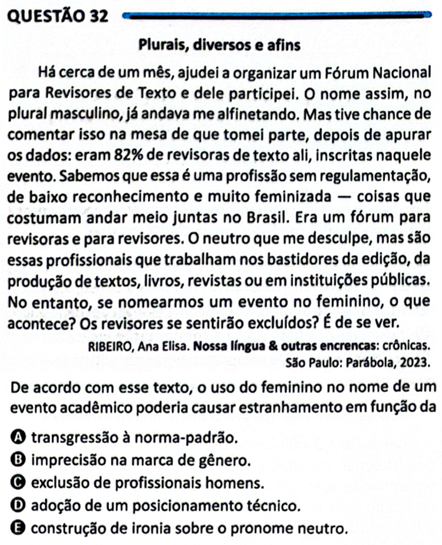 QUESTÃO 32
Plurais, diversos e afins
Há cerca de um mês, ajudei a organizar um Fórum Nacional
para Revisores de Texto e dele participei. O nome assim, no
plural masculino, já andava me alfinetando. Mas tive chance de
comentar isso na mesa de que tomei parte, depois de apurar
os dados: eram 82% de revisoras de texto ali, inscritas naquele
evento. Sabemos que essa é uma profissão sem regulamentação,
de baixo reconhecimento e muito feminizada — coisas que
costumam andar meio juntas no Brasil. Era um fórum para
revisoras e para revisores. O neutro que me desculpe, mas são
essas profissionais que trabalham nos bastidores da edição, da
produção de textos, livros, revistas ou em instituições públicas.
No entanto, se nomearmos um evento no feminino, o que
acontece? Os revisores se sentirão excluídos? É de se ver.
RIBEIRO, Ana Elisa. Nossa língua & outras encrencas: crônicas.
São Paulo: Parábola, 2023.
De acordo com esse texto, o uso do feminino no nome de um
evento acadêmico poderia causar estranhamento em função da
A transgressão à norma-padrão.
B imprecisão na marca de gênero.
C exclusão de profissionais homens.
D adoção de um posicionamento técnico.
E construção de ironia sobre o pronome neutro.